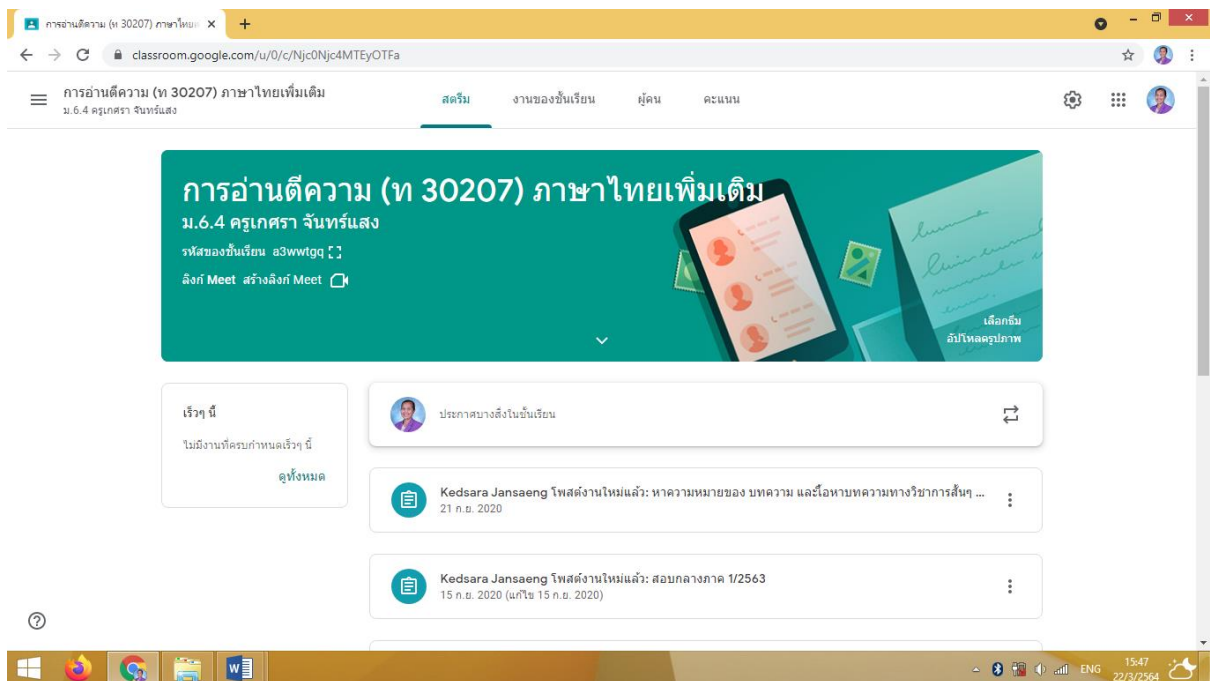 การอ่านตีความ (ท 30207) ภาษาไทย
classroom.google.com/u/0/c/Njc0Njc4MTEyOTFa
การอ่านตีความ (ท 30207) ภาษาไทยเพิ่มเติม
ม.6.4 ครูเกศรา จันทร์แสง
สตรีม งานของชั้นเรียน ผู้คน คะแนน
การอ่านตีความ (ท 30207) ภาษาไทยเพิ่มเติม
ม.6.4 ครูเกศรา จันทร์แสง
รหัสของชั้นเรียน a3wwtgq
ลิงก์ Meet สร้างลิงก์ Meet
เลือกธีม
อัปโหลดรูปภาพ
เร็วๆ นี้
ไม่มีงานที่ครบกำหนดเร็วๆ นี้
ดูทั้งหมด
ประกาศบางสิ่งในชั้นเรียน
Kedsara Jansaeng โพสต์งานใหม่แล้ว: หาความหมายของ บทความ และโอหาบทความทางวิชาการสั้นๆ ...
21 ก.ย. 2020
Kedsara Jansaeng โพสต์งานใหม่แล้ว: สอบกลางภาค 1/2563
15 ก.ย. 2020 (แก้ไข 15 ก.ย. 2020)
ENG
15:47
22/3/2564